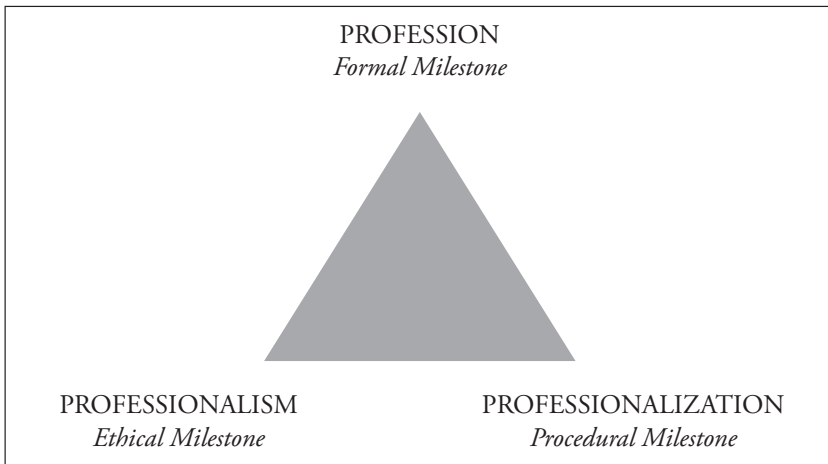 PROFESSION
Formal Milestone
PROFESSIONALISM
Ethical Milestone
PROFESSIONALIZATION
Procedural Milestone